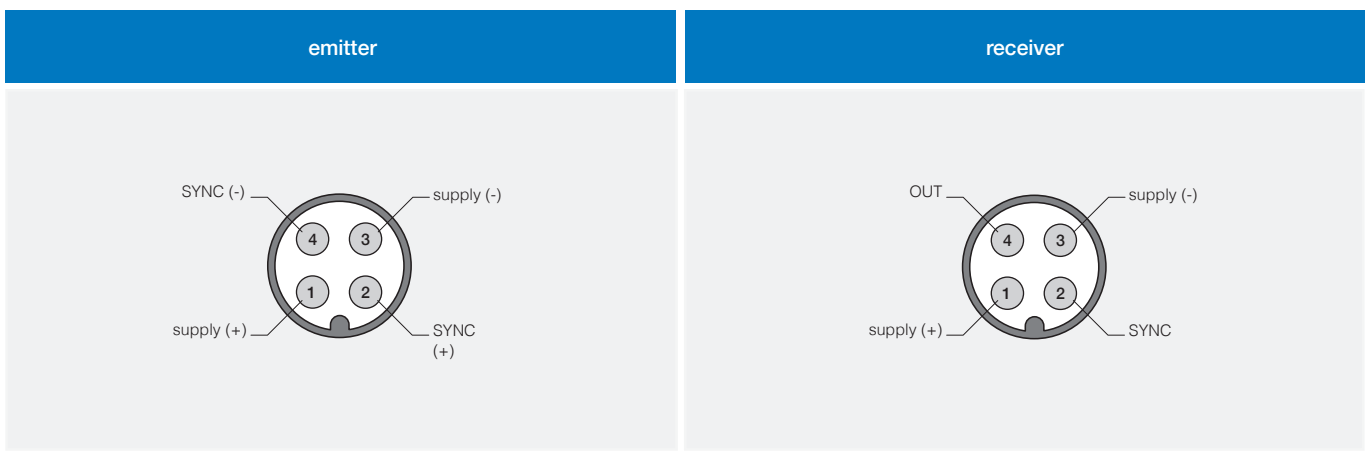 emitter
receiver
SYNC (-)
supply (-)
4
3
1
2
supply (+)
SYNC
(+)
OUT
supply (-)
4
3
1
2
supply (+)
SYNC